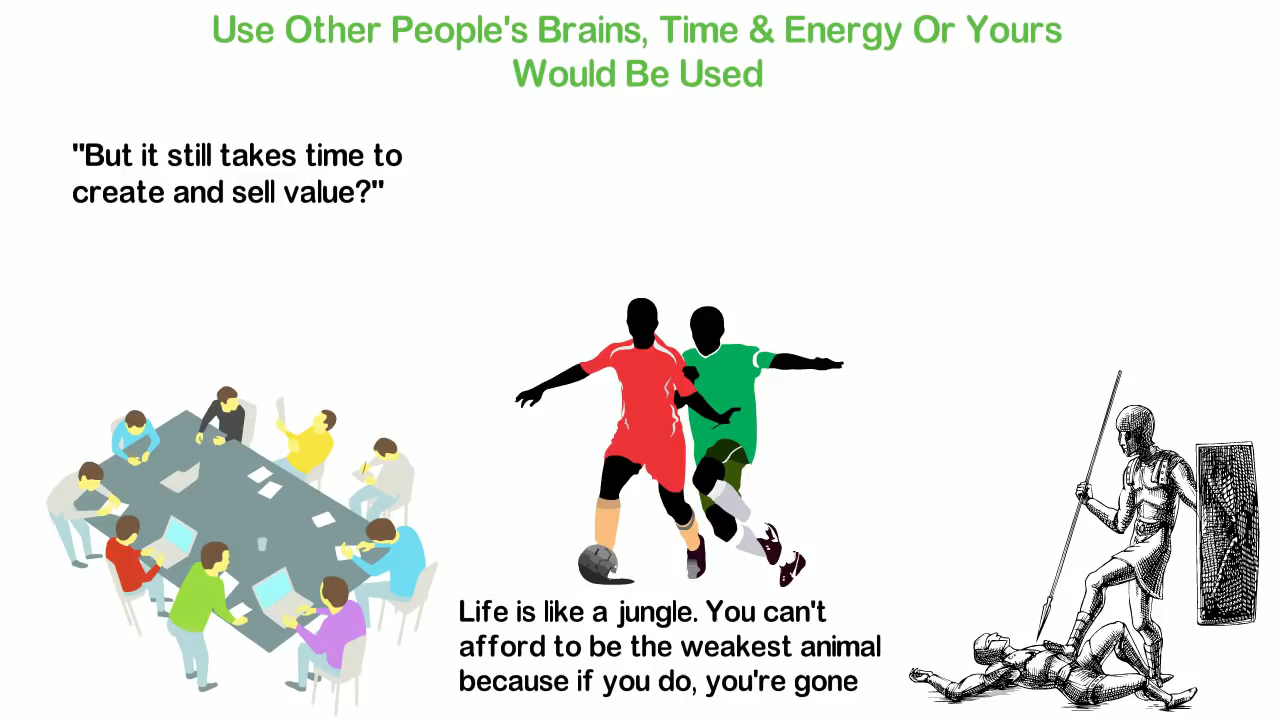 Use Other People's Brains, Time & Energy Or Yours
Would Be Used
"But it still takes time to
create and sell value?"
Life is like a jungle. You can't
afford to be the weakest animal
because if you do, you're gone